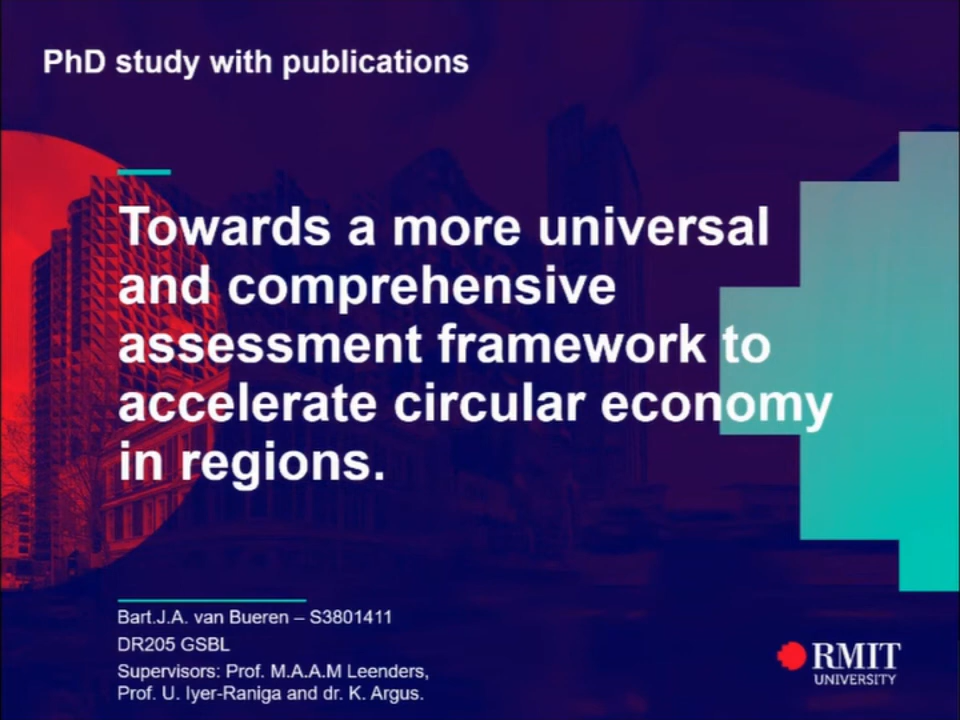 PhD study with publications
Towards a more universal
and comprehensive
assessment framework to
accelerate circular economy
in regions.
Bart.J.A. van Bueren – S3801411
DR205 GSBL
Supervisors: Prof. M.A.A.M Leenders,
Prof. U. Iyer-Raniga and dr. K. Argus.
RMIT
UNIVERSITY